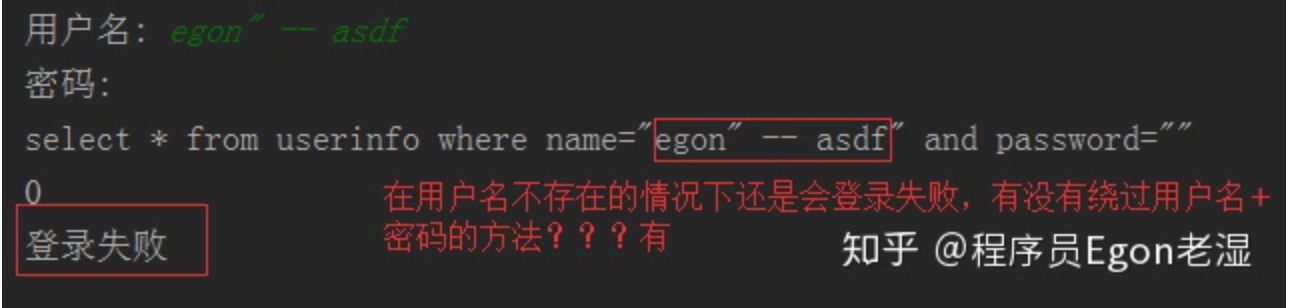 用户名: egon" -- asdf
密码:
select * from userinfo where name="egon" -- asdf" and password=""
0
在用户名不存在的情况下还是会登录失败，有没有绕过用户名+
密码的方法？？？有
登录失败
知乎 @程序员Egon老湿